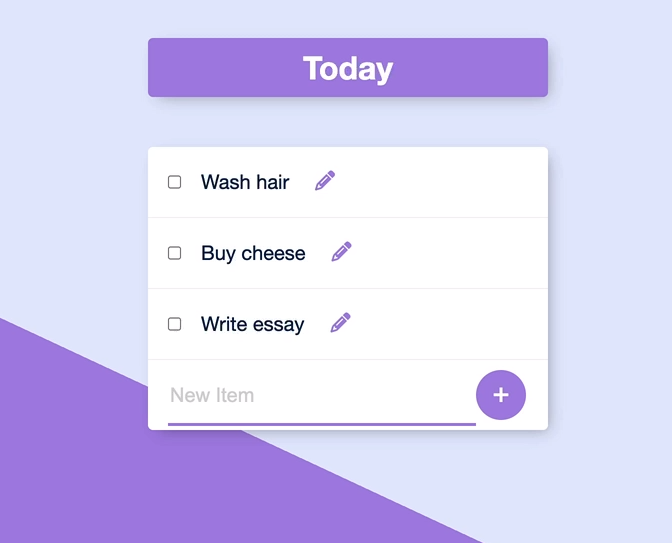 Today
Wash hair
Buy cheese
Write essay
New Item
+